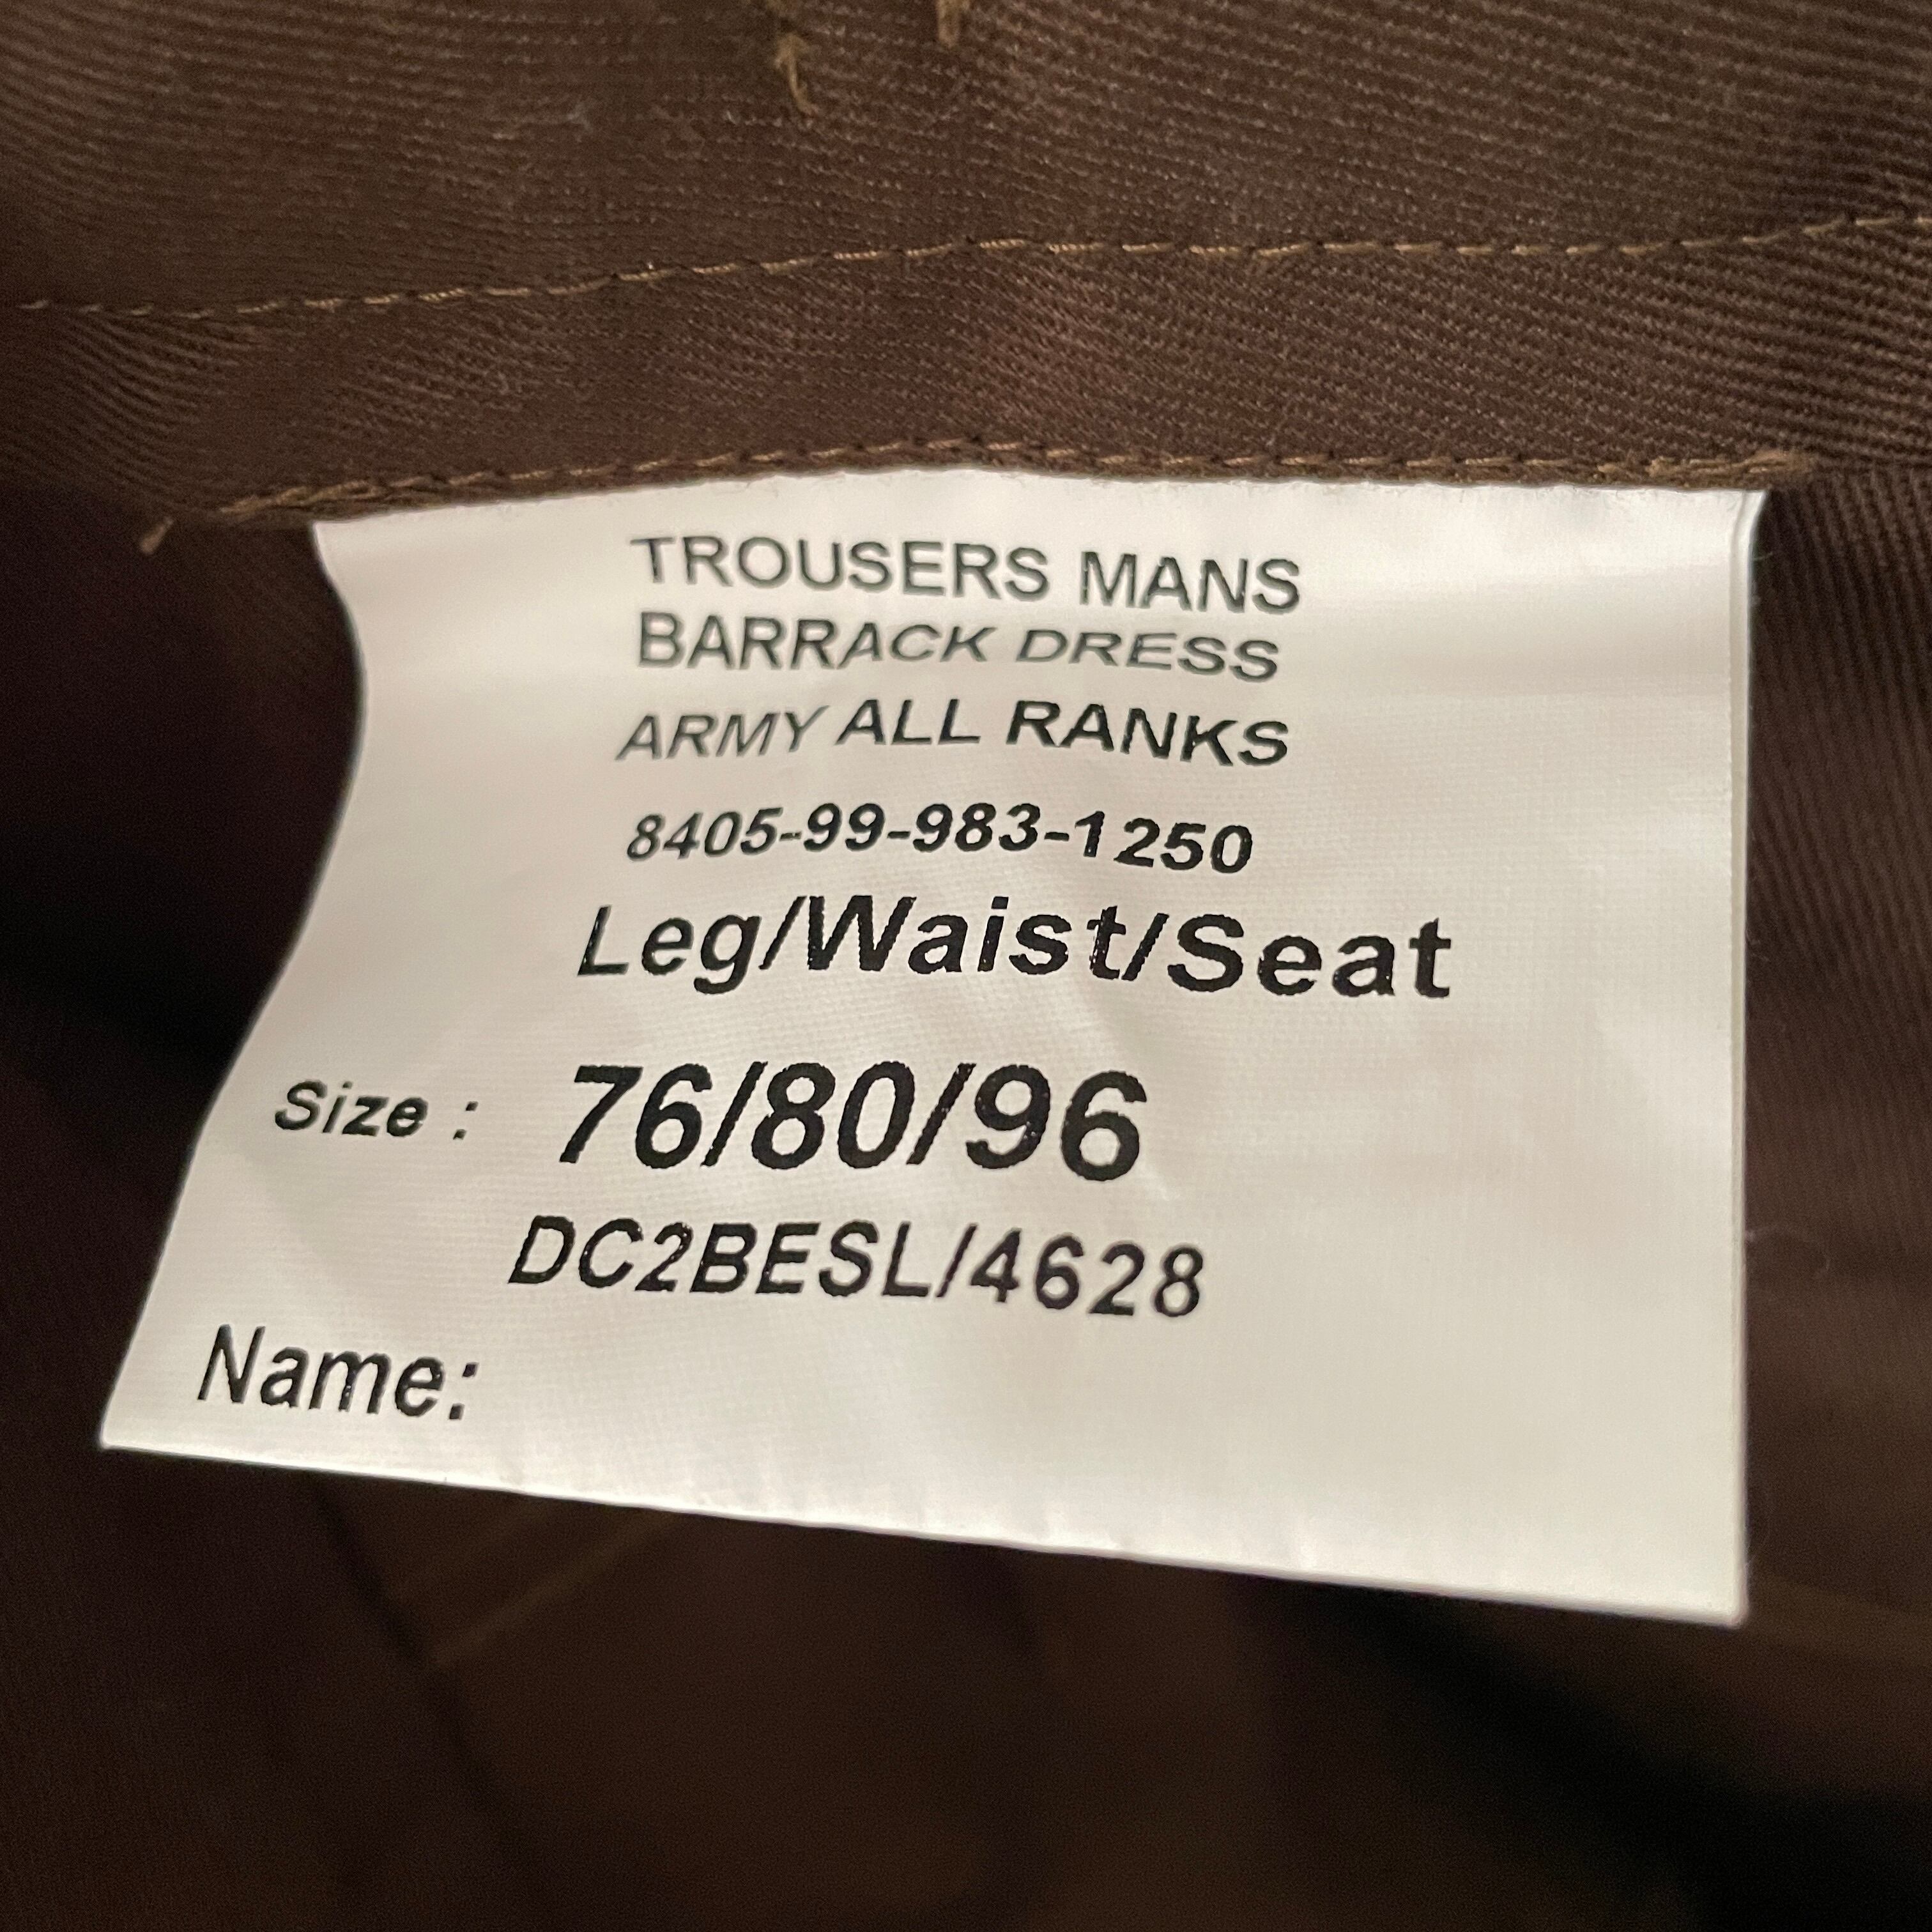 TROUSERS MANS
BARRACK DRESS
ARMY ALL RANKS
8405-99-983-1250
Leg/Waist/Seat
Size : 76/80/96
DC2BESL/4628
Name: